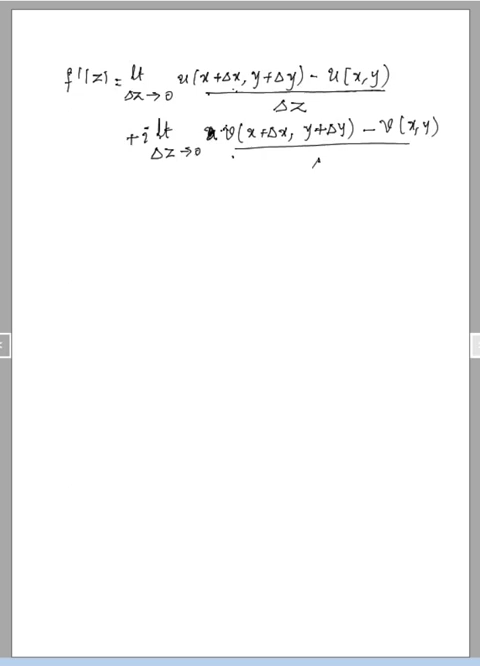 f'(z) = lt Δz→0 u(x+Δx, y+Δy) - u(x,y)
Δz
+i lt Δz→0 v(x+Δx, y+Δy) - v(x,y)